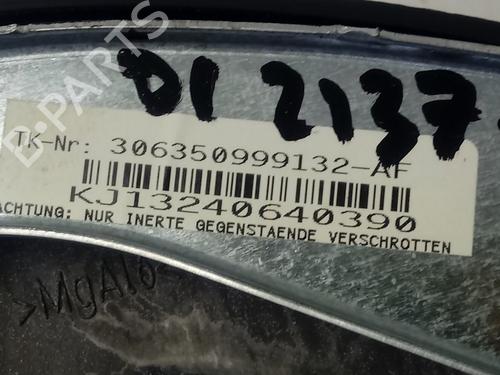 DI 2137
TK-Nr: 306350999132-AF
KJ13240640390
ACHTUNG: NUR INERTE GEGENSTAENDE VERSCHROTTEN
>MgAl6
B-PARTS